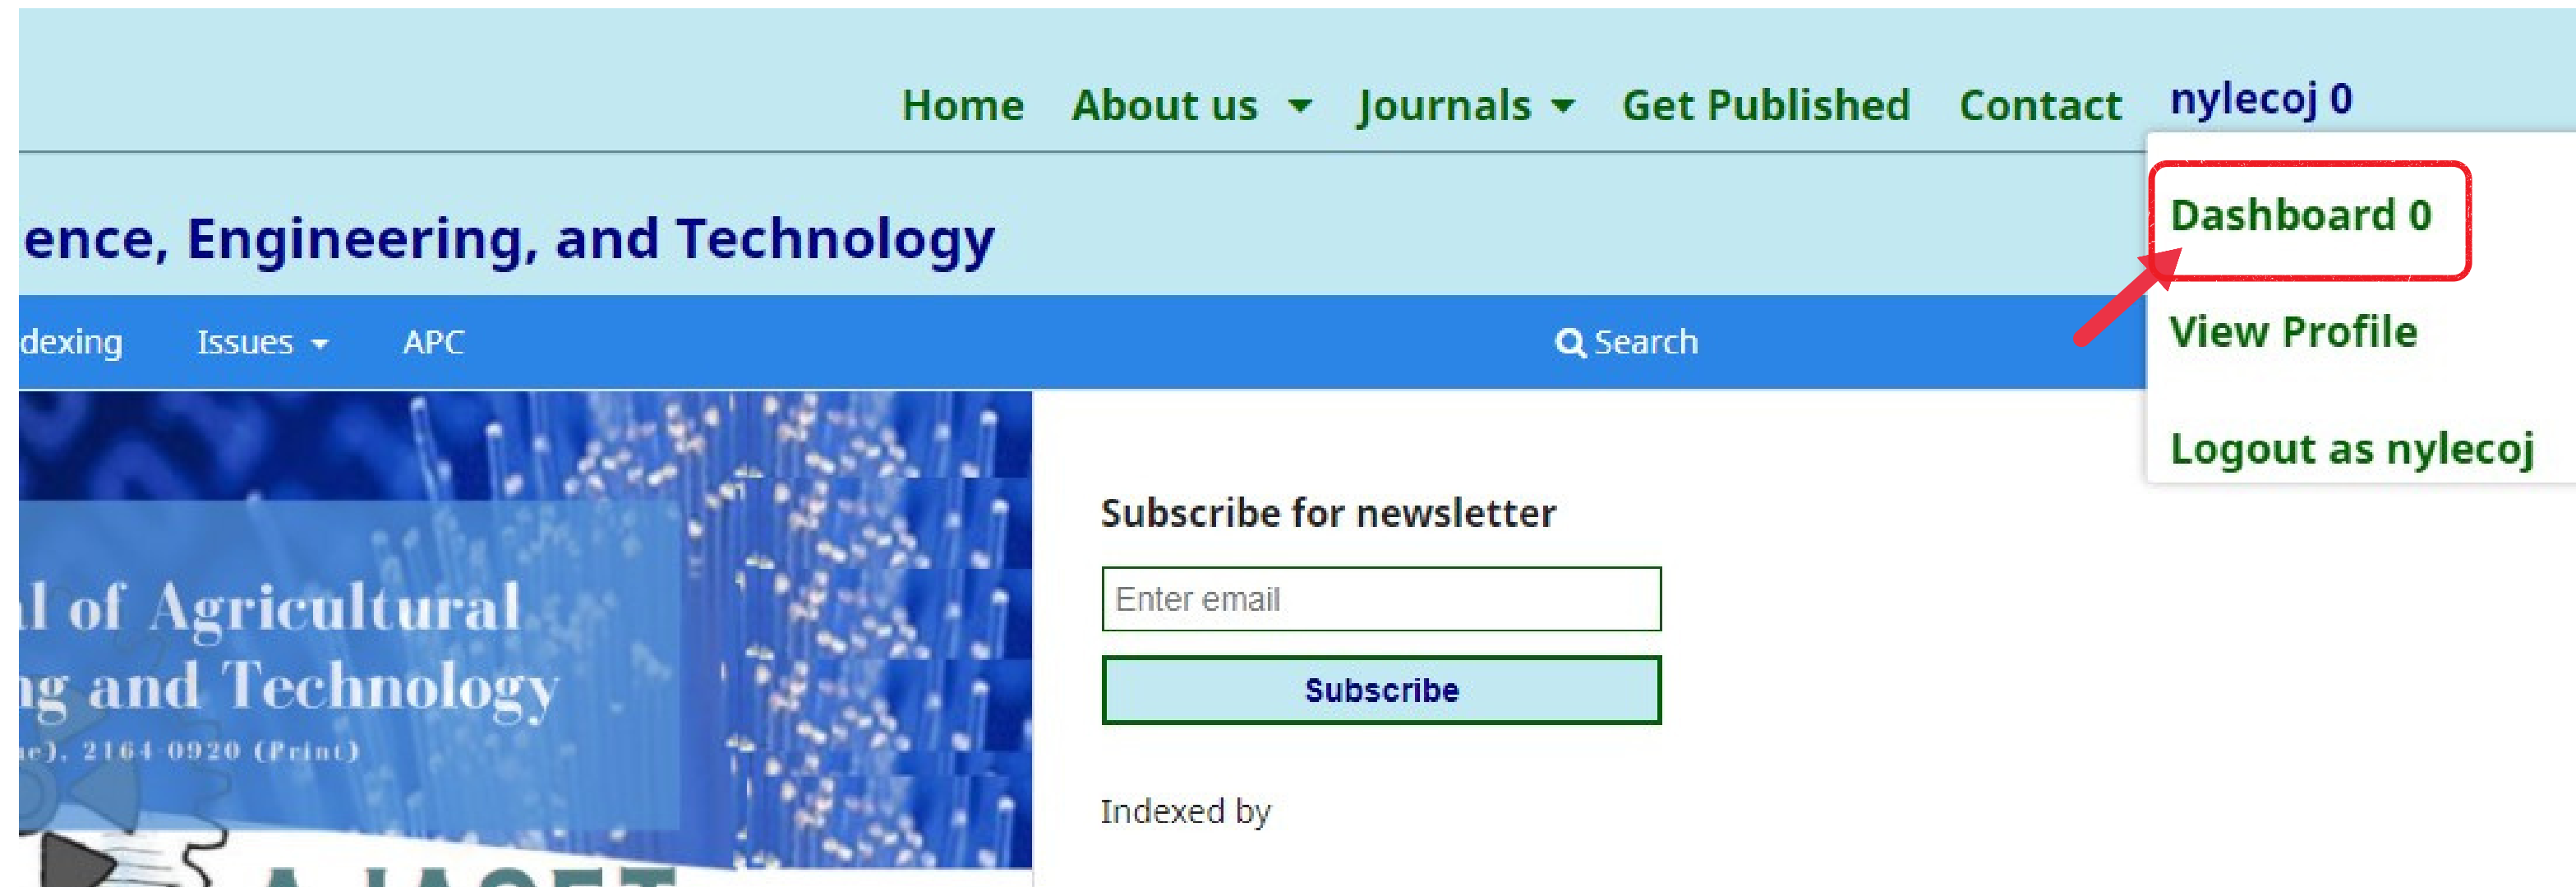 Home About us Journals Get Published Contact nylecoj 0
Dashboard 0
ence, Engineering, and Technology
View Profile
dexing Issues APC Search
Logout as nylecoj
Subscribe for newsletter
Enter email
Subscribe
Indexed by
l of Agricultural
ng and Technology
ne), 2164-0920 (Print)